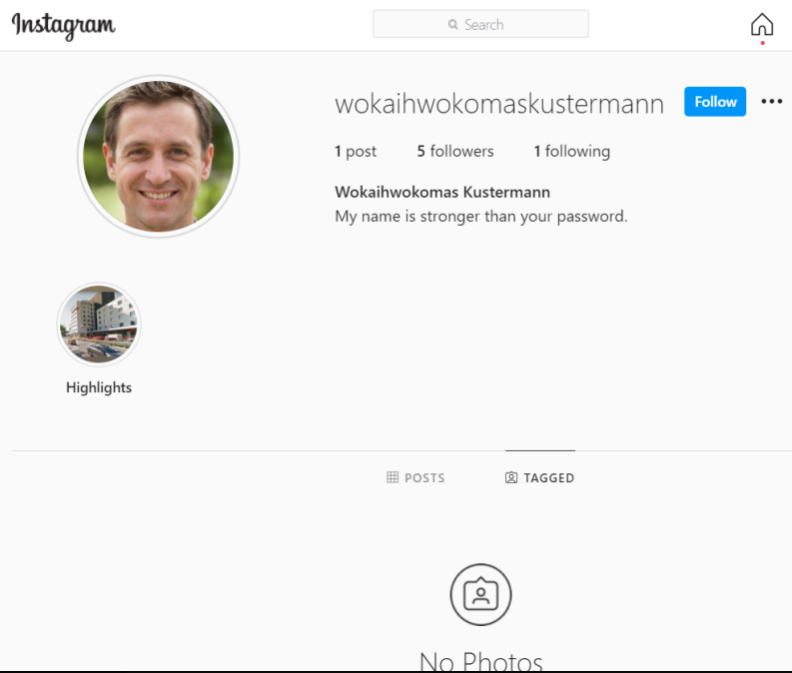 Instagram
Search
wokaihwokomaskustermann Follow
1 post 5 followers 1 following
Wokaihwokomas Kustermann
My name is stronger than your password.
Highlights
POSTS TAGGED
No Photos